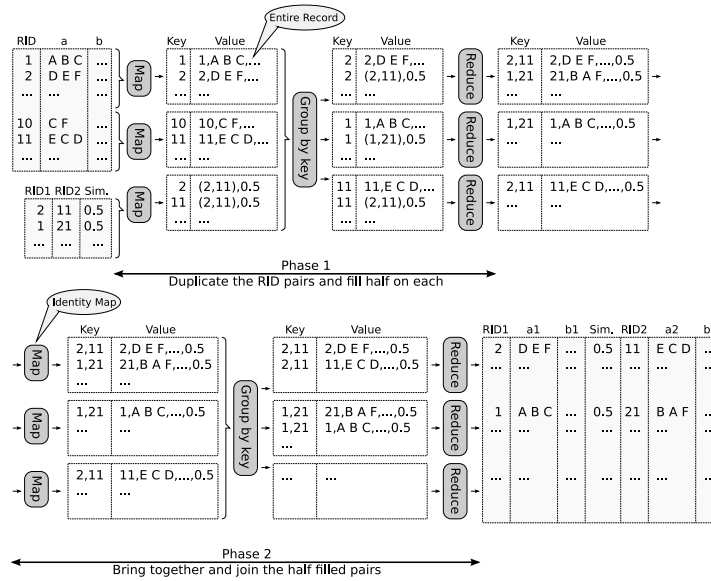 Entire Record
RID a b Key Value Key Value Key Value
1 A B C ... Map 1 1,A B C,... 2 2,D E F,... Reduce 2,11 2,D E F,...,0.5
2 D E F ... 2 2,D E F,... 2 (2,11),0.5 1,21 21,B A F,...,0.5
... ... ... ... ...
10 C F ... Map 10 10,C F,... Group by key 1 1,A B C,... Reduce 1,21 1,A B C,...,0.5
11 E C D ... 11 11,E C D,... 1 (1,21),0.5 ...
... ... ... ... ...
RID1 RID2 Sim. Map 2 (2,11),0.5 11 11,E C D,... Reduce 2,11 11,E C D,...,0.5
2 11 0.5 11 (2,11),0.5 11 (2,11),0.5 ... ...
1 21 0.5 ... ... ... ...
... ... ...
Phase 1
Duplicate the RID pairs and fill half on each
Identity Map
Key Value Key Value RID1 a1 b1 Sim. RID2 a2 b2
Map 2,11 2,D E F,...,0.5 2,11 2,D E F,...,0.5 Reduce 2 D E F ... 0.5 11 E C D ...
1,21 21,B A F,...,0.5 2,11 11,E C D,...,0.5 ... ... ... ... ... ...
... ...
Map 1,21 1,A B C,...,0.5 Group by key 1,21 21,B A F,...,0.5 Reduce 1 A B C ... 0.5 21 B A F ...
... 1,21 1,A B C,...,0.5 ... ... ... ... ... ...
Map 2,11 11,E C D,...,0.5 ... ... Reduce ... ... ... ... ... ...
...
Phase 2
Bring together and join the half filled pairs